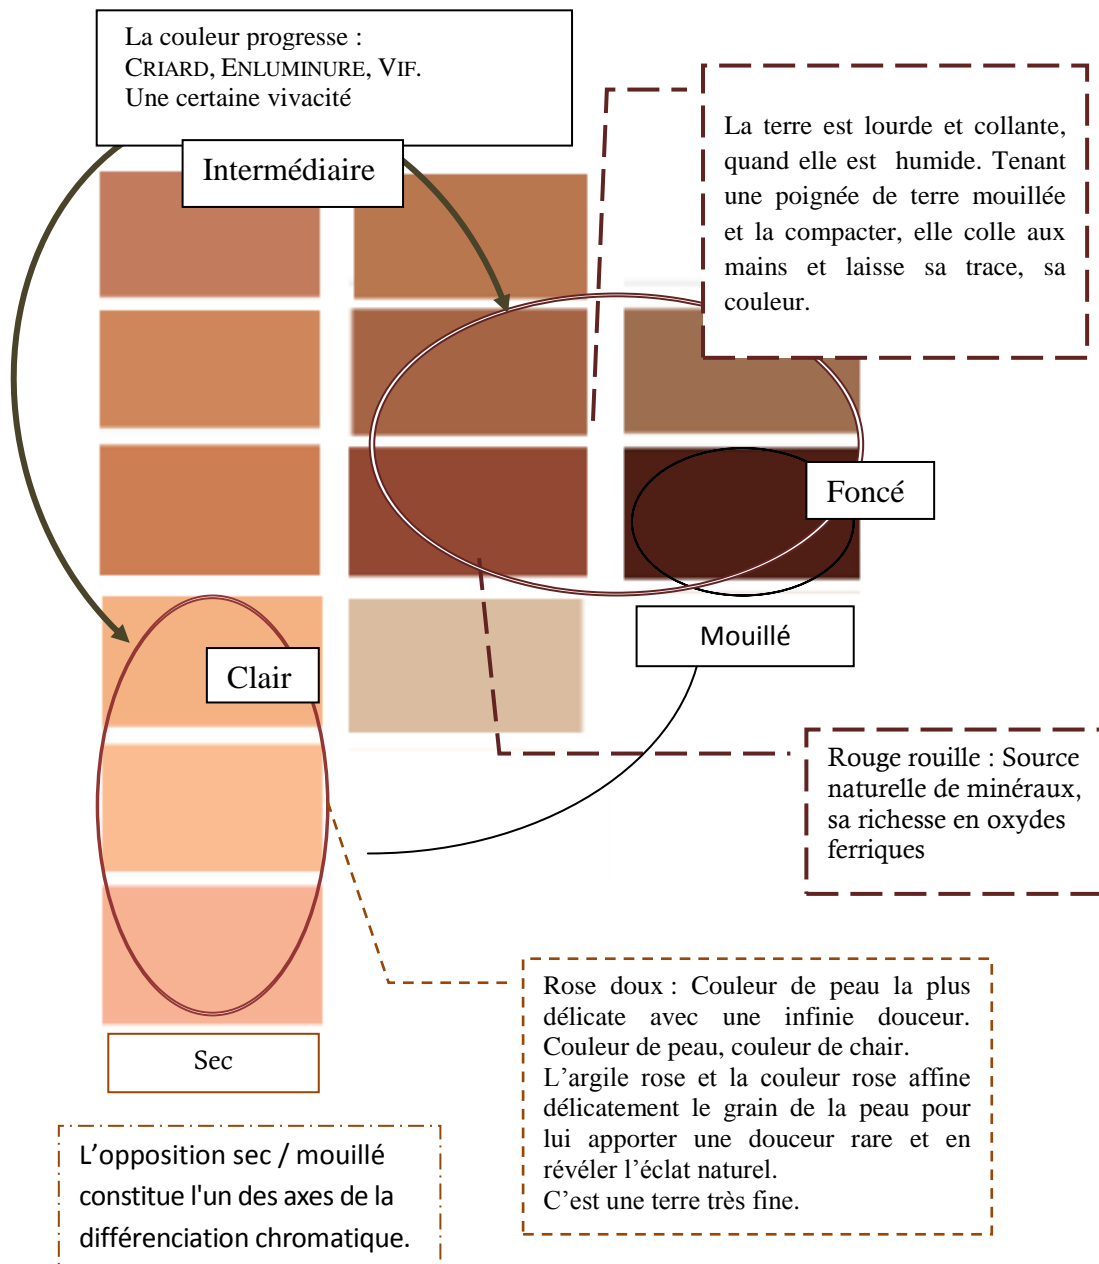 La couleur progresse :
CRIARD, ENLUMINURE, VIF.
Une certaine vivacité
Intermédiaire
La terre est lourde et collante,
quand elle est humide. Tenant
une poignée de terre mouillée
et la compacter, elle colle aux
mains et laisse sa trace, sa
couleur.
Foncé
Mouillé
Clair
Rouge rouille : Source
naturelle de minéraux,
sa richesse en oxydes
ferriques
Rose doux : Couleur de peau la plus
délicate avec une infinie douceur.
Couleur de peau, couleur de chair.
L’argile rose et la couleur rose affine
délicatement le grain de la peau pour
lui apporter une douceur rare et en
révéler l’éclat naturel.
C’est une terre très fine.
Sec
L’opposition sec / mouillé
constitue l'un des axes de la
différenciation chromatique.